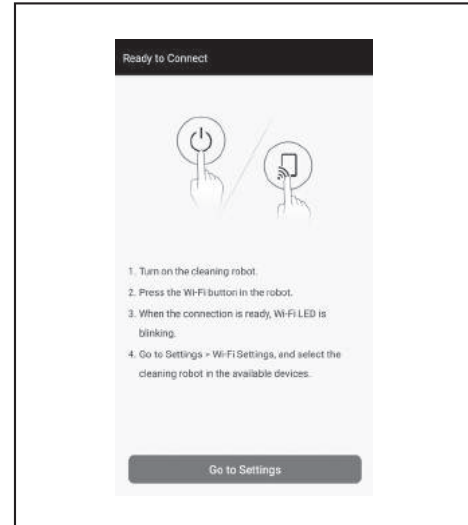 Ready to Connect
1. Turn on the cleaning robot.
2. Press the Wi-Fi button in the robot.
3. When the connection is ready, Wi-Fi LED is
blinking.
4. Go to Settings > Wi-Fi Settings, and select the
cleaning robot in the available devices.
Go to Settings